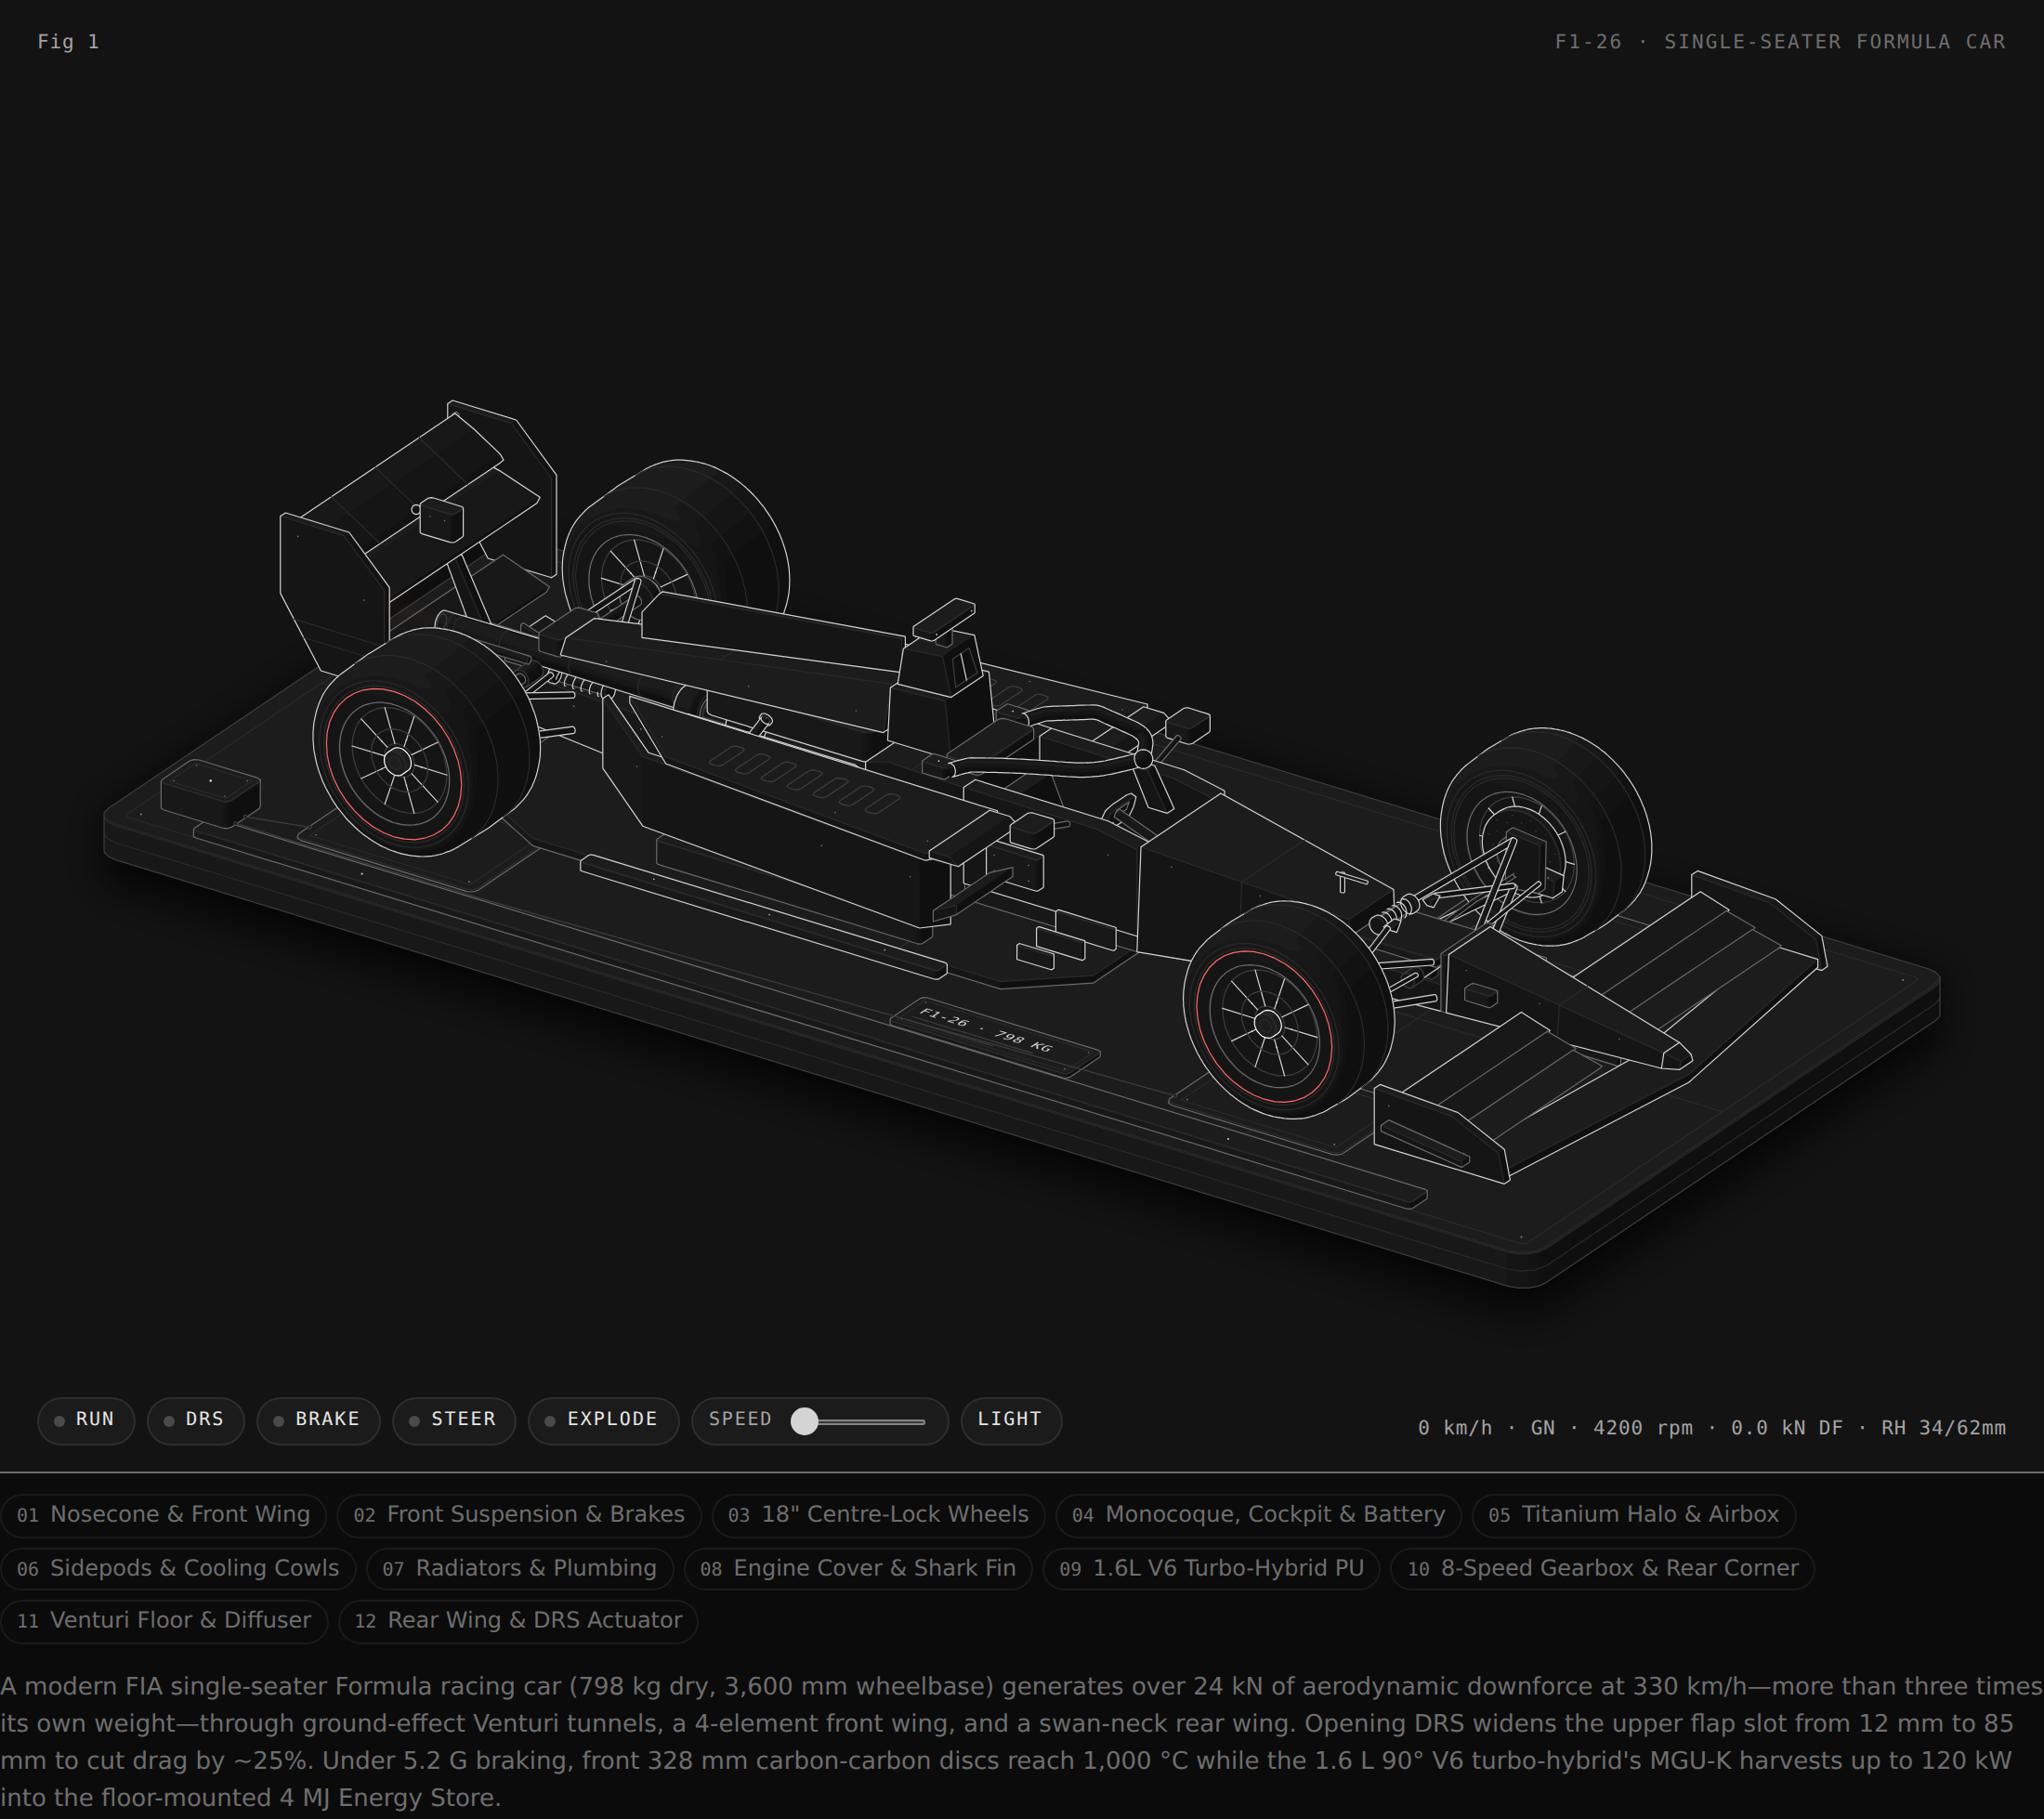 Fig 1
F1-26 · SINGLE-SEATER FORMULA CAR
F1-26 · 798 KG
RUN DRS BRAKE STEER EXPLODE SPEED LIGHT
0 km/h · GN · 4200 rpm · 0.0 kN DF · RH 34/62mm
01 Nosecone & Front Wing 02 Front Suspension & Brakes 03 18" Centre-Lock Wheels 04 Monocoque, Cockpit & Battery 05 Titanium Halo & Airbox
06 Sidepods & Cooling Cowls 07 Radiators & Plumbing 08 Engine Cover & Shark Fin 09 1.6L V6 Turbo-Hybrid PU 10 8-Speed Gearbox & Rear Corner
11 Venturi Floor & Diffuser 12 Rear Wing & DRS Actuator
A modern FIA single-seater Formula racing car (798 kg dry, 3,600 mm wheelbase) generates over 24 kN of aerodynamic downforce at 330 km/h—more than three times
its own weight—through ground-effect Venturi tunnels, a 4-element front wing, and a swan-neck rear wing. Opening DRS widens the upper flap slot from 12 mm to 85
mm to cut drag by ~25%. Under 5.2 G braking, front 328 mm carbon-carbon discs reach 1,000 °C while the 1.6 L 90° V6 turbo-hybrid's MGU-K harvests up to 120 kW
into the floor-mounted 4 MJ Energy Store.